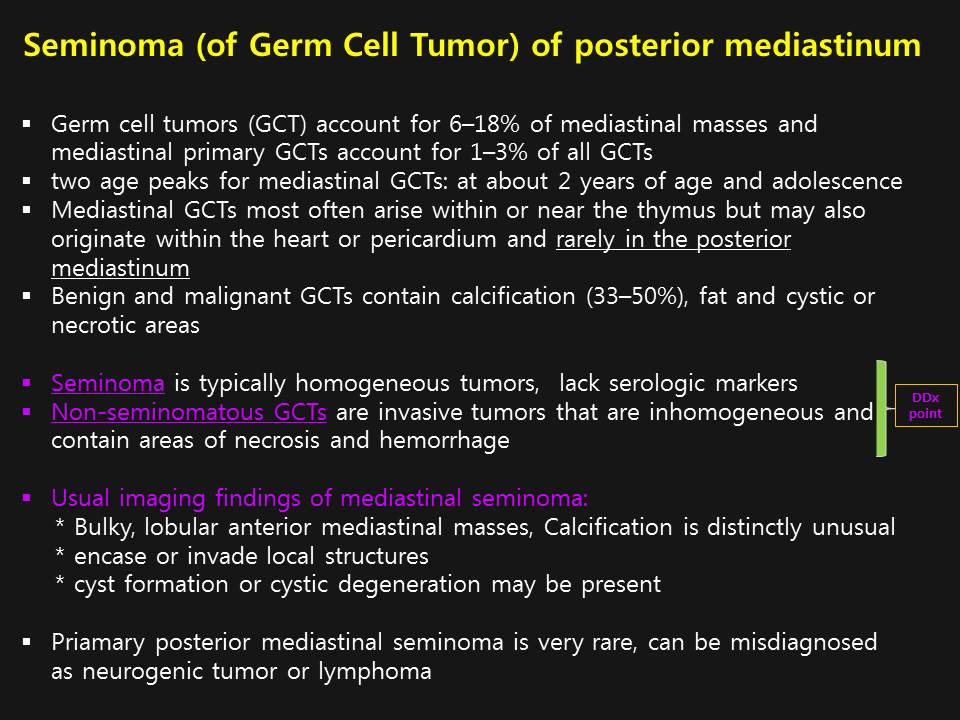 Seminoma (of Germ Cell Tumor) of posterior mediastinum
▪ Germ cell tumors (GCT) account for 6–18% of mediastinal masses and
mediastinal primary GCTs account for 1–3% of all GCTs
▪ two age peaks for mediastinal GCTs: at about 2 years of age and adolescence
▪ Mediastinal GCTs most often arise within or near the thymus but may also
originate within the heart or pericardium and rarely in the posterior
mediastinum
▪ Benign and malignant GCTs contain calcification (33–50%), fat and cystic or
necrotic areas
▪ Seminoma is typically homogeneous tumors,  lack serologic markers
▪ Non-seminomatous GCTs are invasive tumors that are inhomogeneous and
contain areas of necrosis and hemorrhage
DDx
point
▪ Usual imaging findings of mediastinal seminoma:
* Bulky, lobular anterior mediastinal masses, Calcification is distinctly unusual
* encase or invade local structures
* cyst formation or cystic degeneration may be present
▪ Priamary posterior mediastinal seminoma is very rare, can be misdiagnosed
as neurogenic tumor or lymphoma